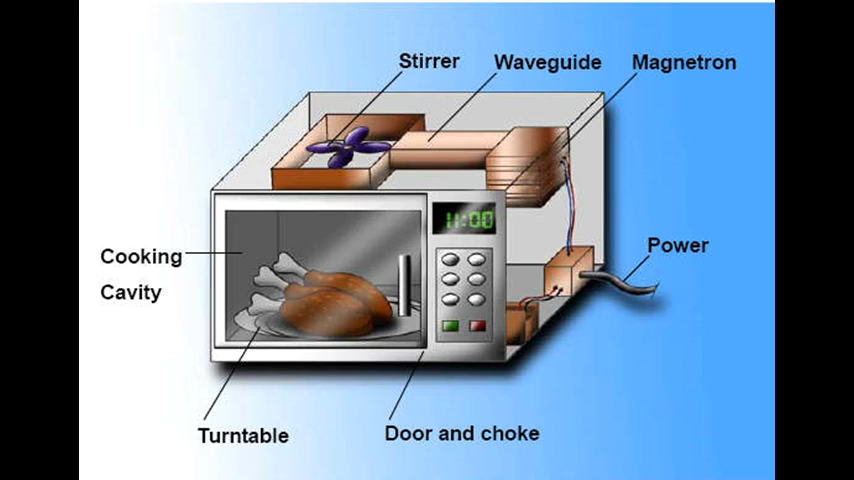 Stirrer
Waveguide
Magnetron
11:00
Cooking
Cavity
Power
Turntable
Door and choke